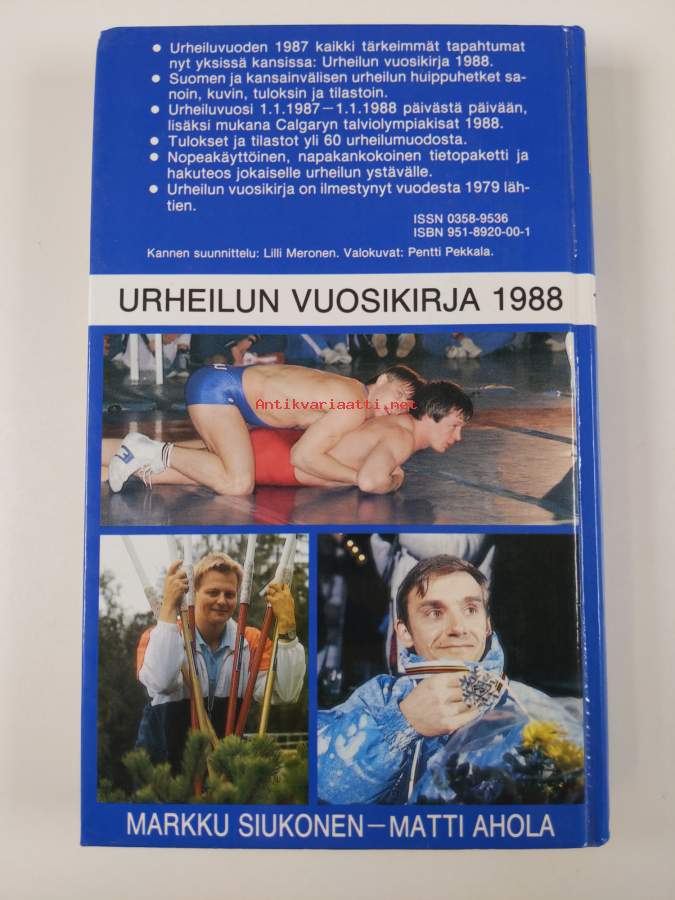 ● Urheiluvuoden 1987 kaikki tärkeimmät tapahtumat
nyt yksissä kansissa: Urheilun vuosikirja 1988.
● Suomen ja kansainvälisen urheilun huippuhetket sa-
noin, kuvin, tuloksin ja tilastoin.
● Urheiluvuosi 1.1.1987–1.1.1988 päivästä päivään,
lisäksi mukana Calgaryn talviolympiakisat 1988.
● Tulokset ja tilastot yli 60 urheilumuodosta.
● Nopeakäyttöinen, napakankokoinen tietopaketti ja
hakuteos jokaiselle urheilun ystävälle.
● Urheilun vuosikirja on ilmestynyt vuodesta 1979 läh-
tien.
ISSN 0358-9536
ISBN 951-8920-00-1
Kannen suunnittelu: Lilli Meronen. Valokuvat: Pentti Pekkala.
URHEILUN VUOSIKIRJA 1988
Antikvariaatti.net
MARKKU SIUKONEN–MATTI AHOLA